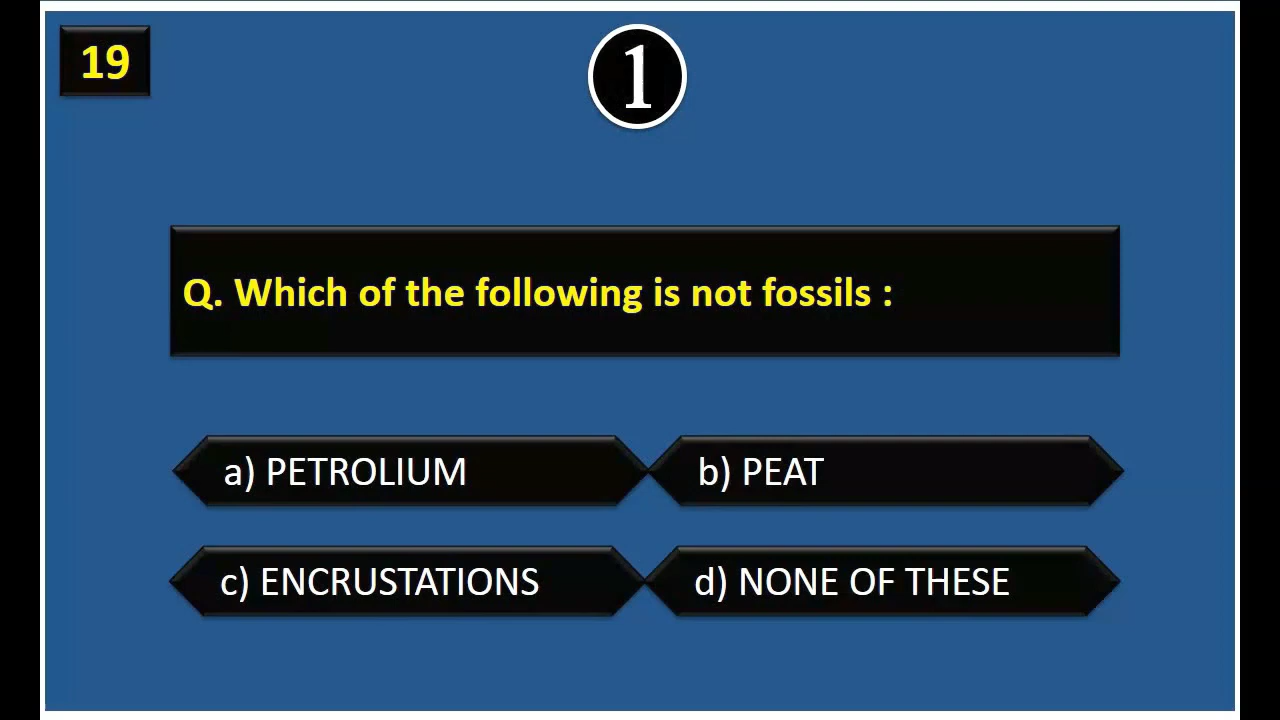 19
1
Q. Which of the following is not fossils :
a) PETROLIUM
b) PEAT
c) ENCRUSTATIONS
d) NONE OF THESE